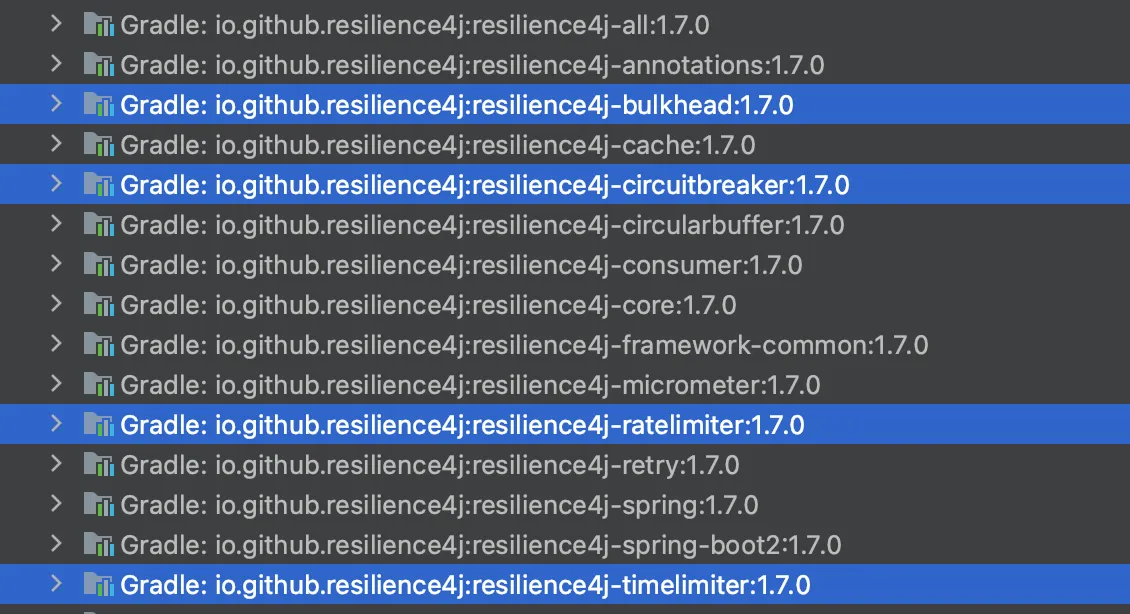 Gradle: io.github.resilience4j:resilience4j-all:1.7.0
Gradle: io.github.resilience4j:resilience4j-annotations:1.7.0
Gradle: io.github.resilience4j:resilience4j-bulkhead:1.7.0
Gradle: io.github.resilience4j:resilience4j-cache:1.7.0
Gradle: io.github.resilience4j:resilience4j-circuitbreaker:1.7.0
Gradle: io.github.resilience4j:resilience4j-circularbuffer:1.7.0
Gradle: io.github.resilience4j:resilience4j-consumer:1.7.0
Gradle: io.github.resilience4j:resilience4j-core:1.7.0
Gradle: io.github.resilience4j:resilience4j-framework-common:1.7.0
Gradle: io.github.resilience4j:resilience4j-micrometer:1.7.0
Gradle: io.github.resilience4j:resilience4j-ratelimiter:1.7.0
Gradle: io.github.resilience4j:resilience4j-retry:1.7.0
Gradle: io.github.resilience4j:resilience4j-spring:1.7.0
Gradle: io.github.resilience4j:resilience4j-spring-boot2:1.7.0
Gradle: io.github.resilience4j:resilience4j-timelimiter:1.7.0